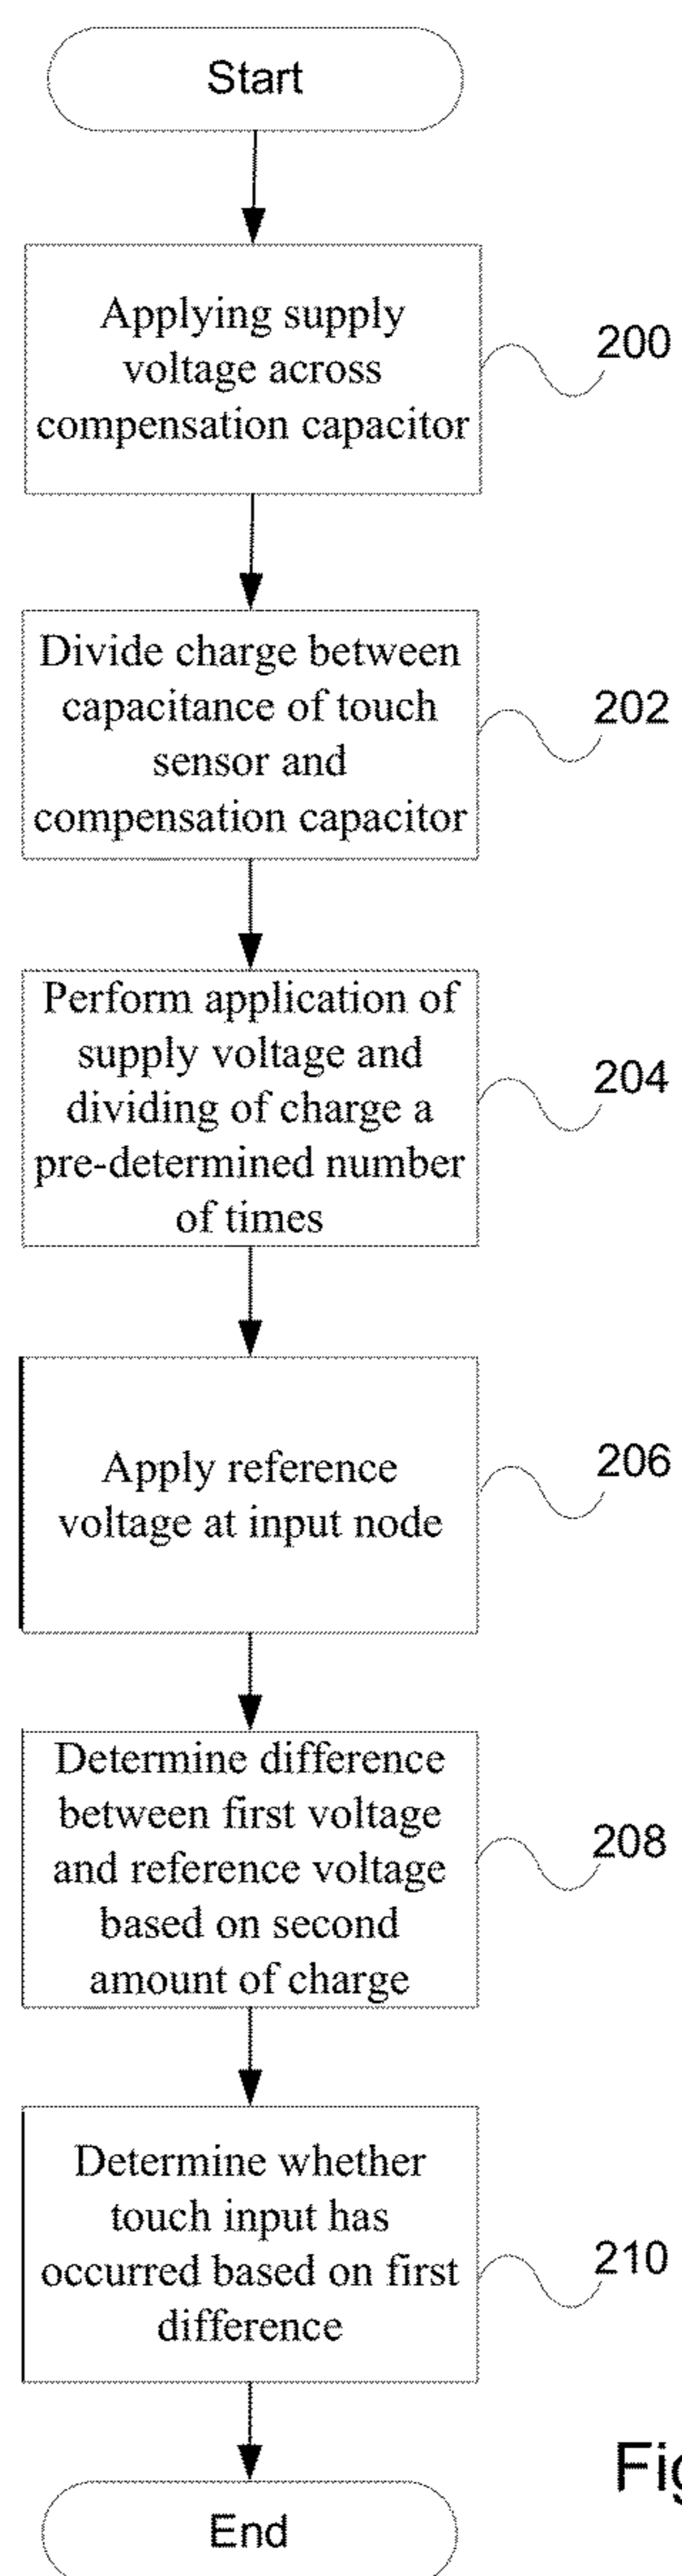 Start
Applying supply
voltage across
compensation capacitor
200
Divide charge between
capacitance of touch
sensor and
compensation capacitor
202
Perform application of
supply voltage and
dividing of charge a
pre-determined number
of times
204
Apply reference
voltage at input node
206
Determine difference
between first voltage
and reference voltage
based on second
amount of charge
208
Determine whether
touch input has
occurred based on first
difference
210
End